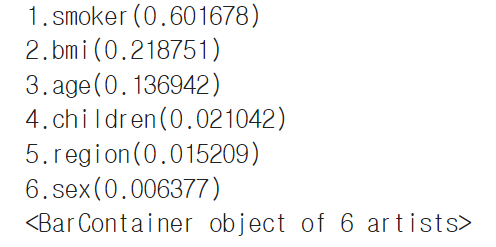 1.smoker(0.601678)
2.bmi(0.218751)
3.age(0.136942)
4.children(0.021042)
5.region(0.015209)
6.sex(0.006377)
<BarContainer object of 6 artists>